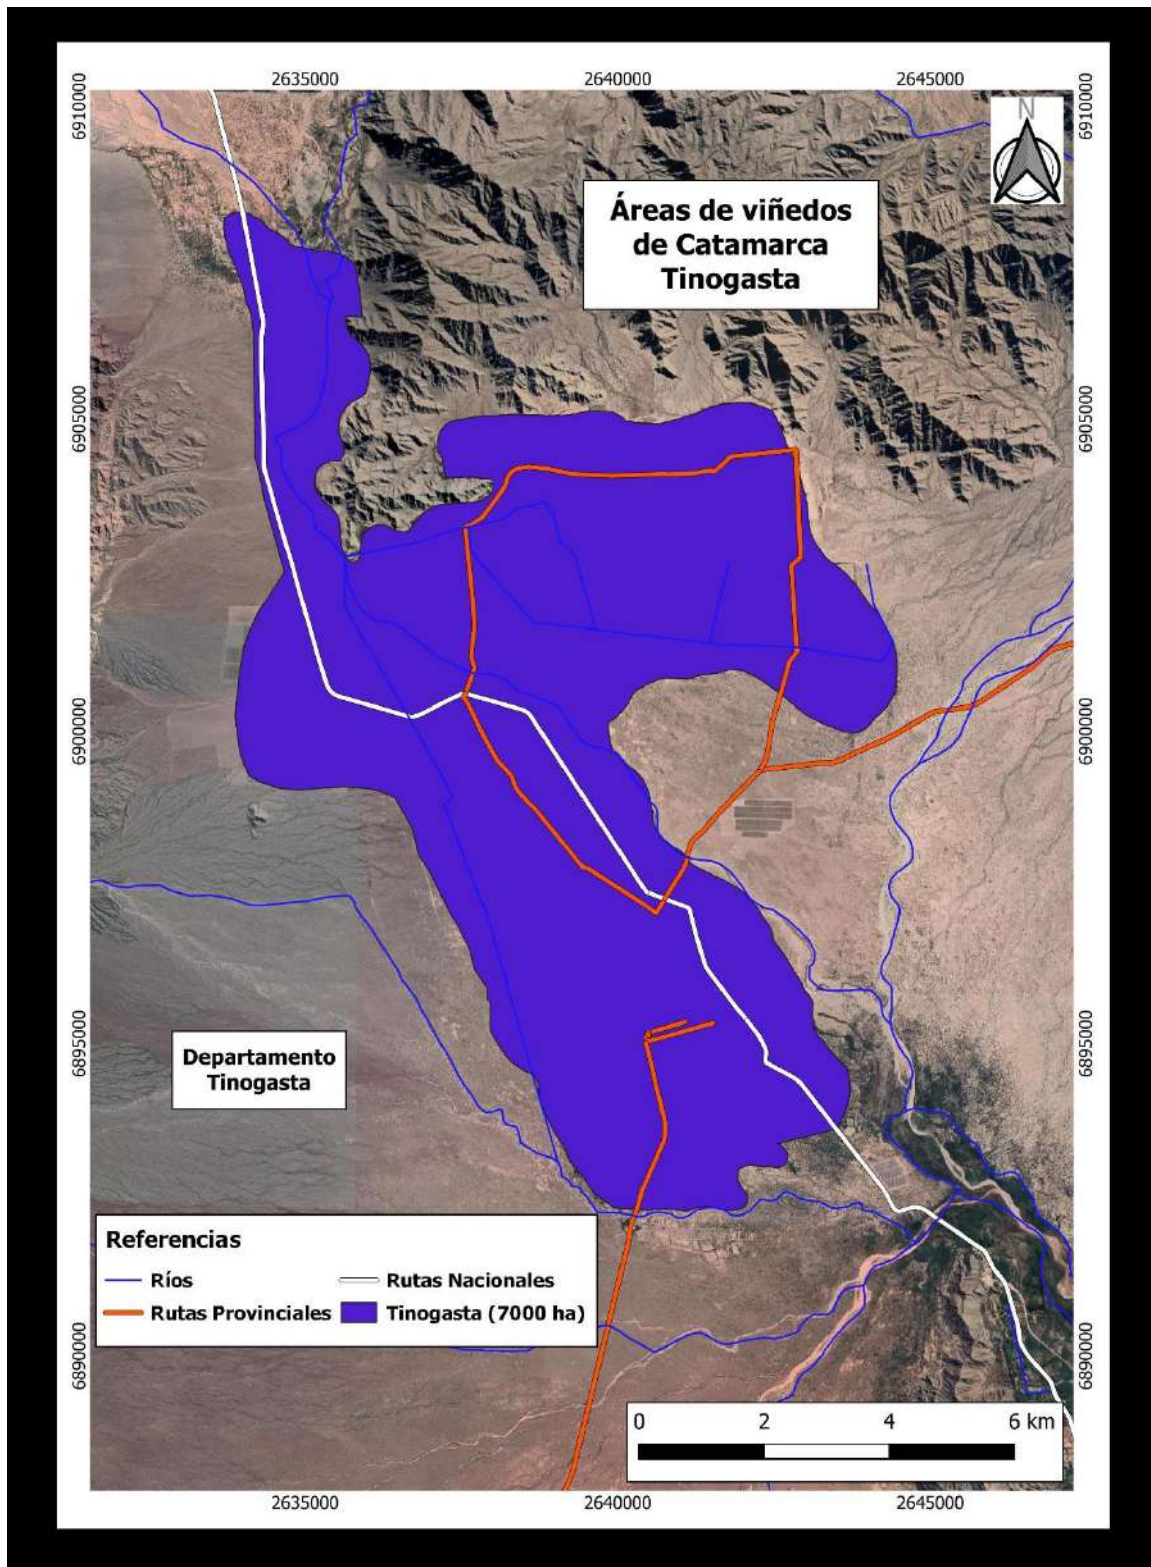 2635000 2640000 2645000
6910000 6910000
N
Áreas de viñedos
de Catamarca
Tinogasta
6905000 6905000
6900000 6900000
6895000 6895000
Departamento
Tinogasta
Referencias
Ríos Rutas Nacionales
Rutas Provinciales Tinogasta (7000 ha)
6890000 6890000
0 2 4 6 km
2635000 2640000 2645000